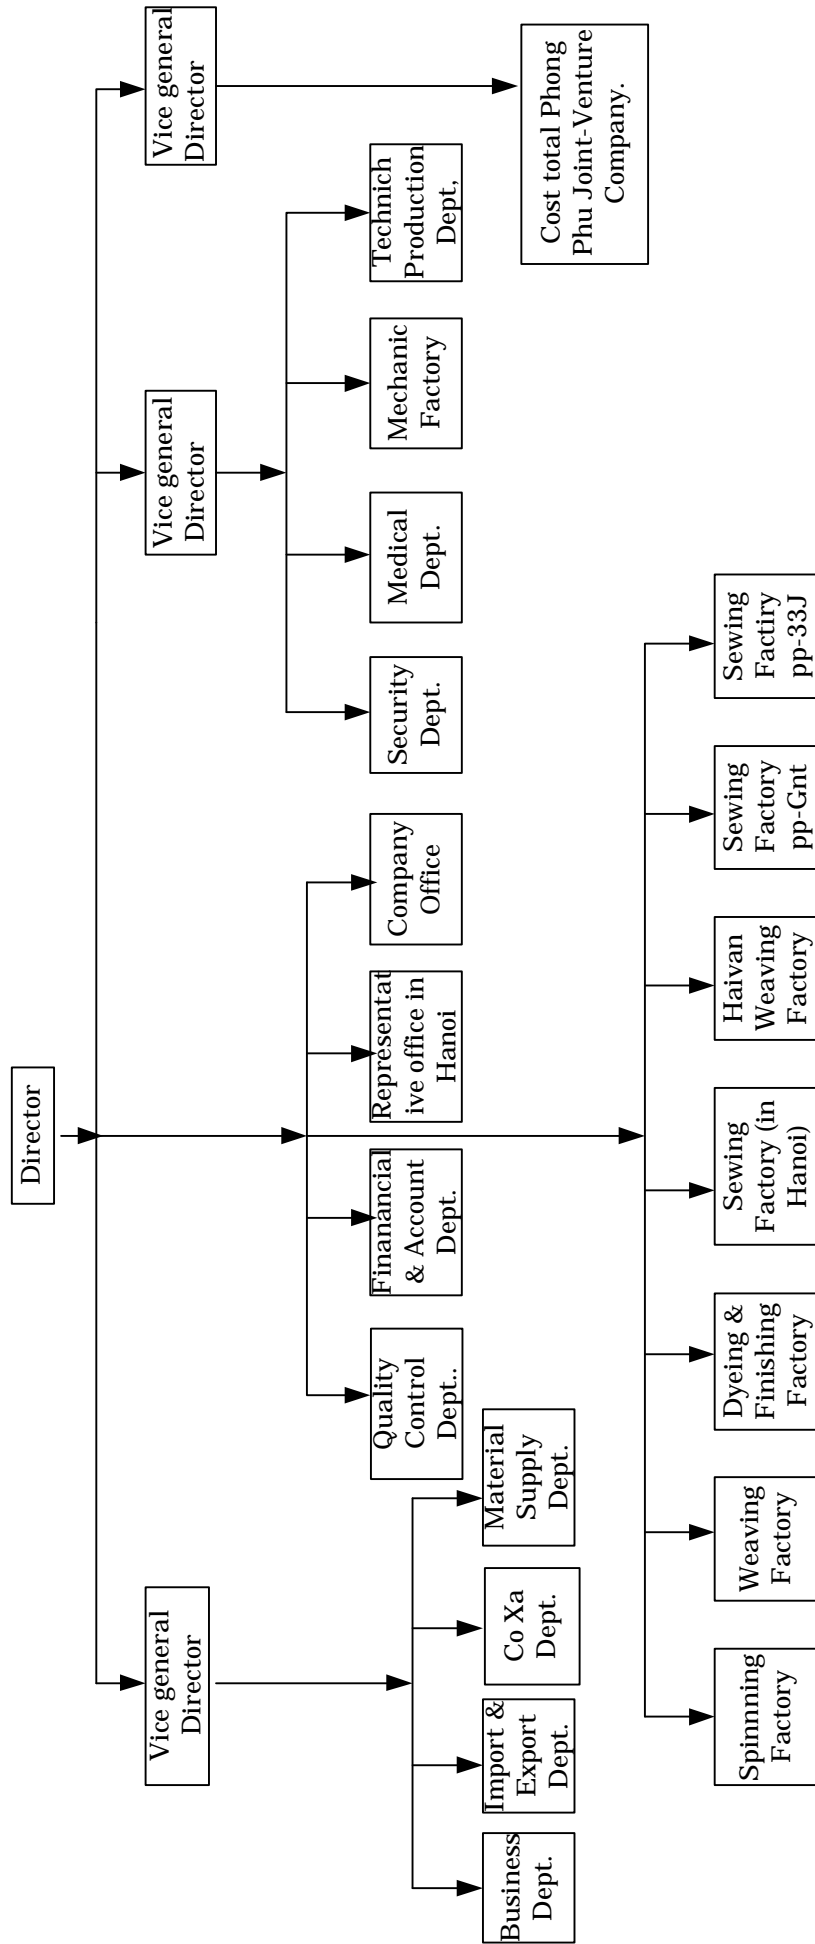 Director
Vice general
Director
Vice general
Director
Vice general
Director
Quality
Control
Dept..
Finanancial
& Account
Dept.
Representat
ive office in
Hanoi
Company
Office
Security
Dept.
Medical
Dept.
Mechanic
Factory
Technich
Production
Dept,
Business
Dept.
Import &
Export
Dept.
Co Xa
Dept.
Material
Supply
Dept.
Cost total Phong
Phu Joint-Venture
Company.
Spinnning
Factory
Weaving
Factory
Dyeing &
Finishing
Factory
Sewing
Factory (in
Hanoi)
Haivan
Weaving
Factory
Sewing
Factory
pp-Gnt
Sewing
Factiry
pp-33J